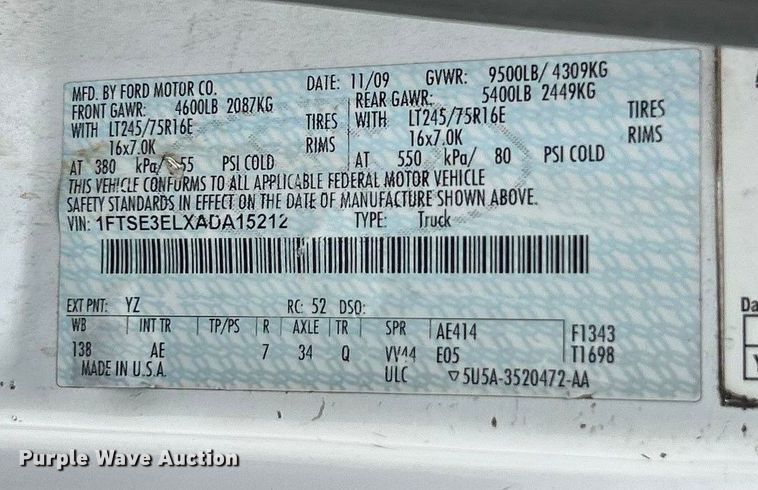 MFD. BY FORD MOTOR CO. DATE: 11/09 GVWR: 9500LB/ 4309KG
FRONT GAWR: 4600LB 2087KG REAR GAWR: 5400LB 2449KG
WITH LT245/75R16E TIRES WITH LT245/75R16E TIRES
16x7.0K RIMS 16x7.0K RIMS
AT 380 kPa/ 55 PSI COLD AT 550 kPa/ 80 PSI COLD
THIS VEHICLE CONFORMS TO ALL APPLICABLE FEDERAL MOTOR VEHICLE
SAFETY STANDARDS IN EFFECT ON THE DATE OF MANUFACTURE SHOWN ABOVE.
VIN: 1FTSE3ELXADA15212 TYPE: Truck
EXT PNT: YZ RC: 52 DSO:
WB INT TR TP/PS R AXLE TR SPR AE414 F1343
138 AE 7 34 Q VV44 E05 T1698
MADE IN U.S.A. ULC ▽5U5A-3520472-AA
Da
Purple Wave Auction